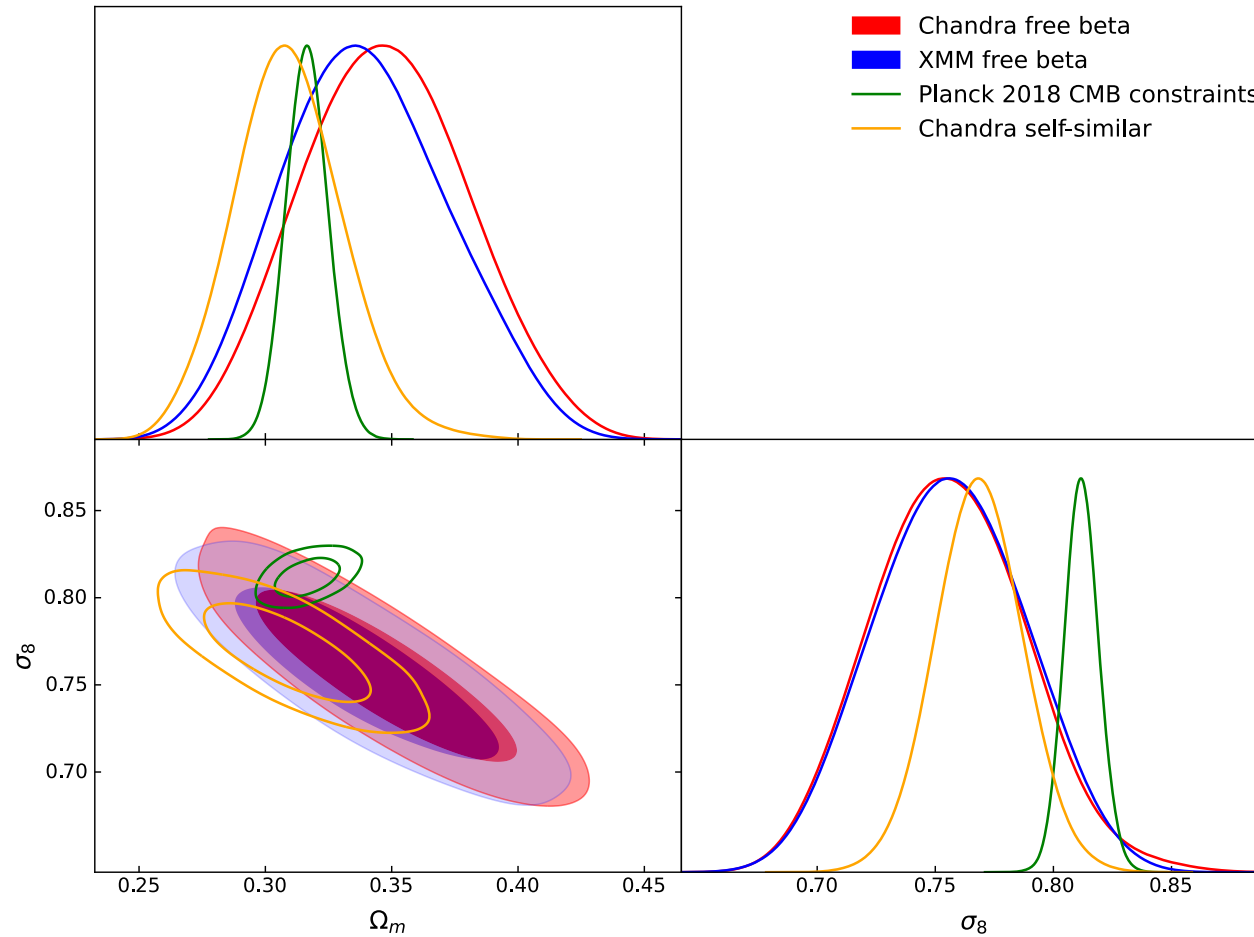 Chandra free beta
XMM free beta
Planck 2018 CMB constraints
Chandra self-similar
0.85
0.80
0.75
0.70
σ8
0.25 0.30 0.35 0.40 0.45
Ωm
0.70 0.75 0.80 0.85
σ8